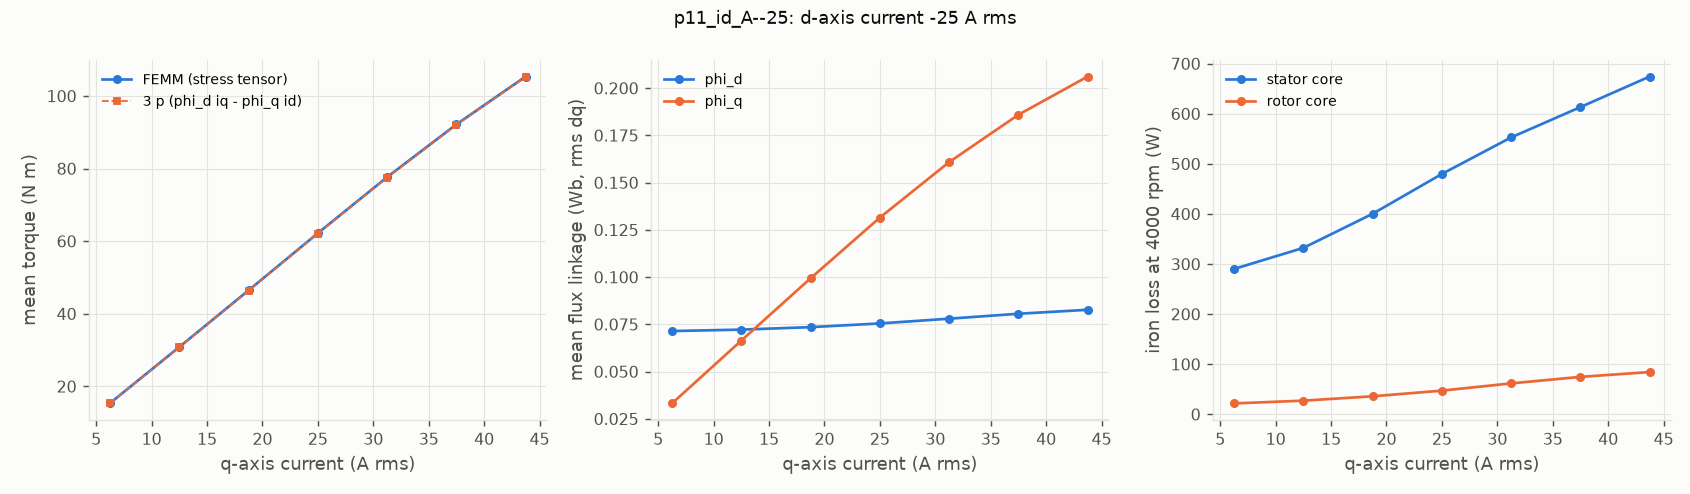 p11_id_A--25: d-axis current -25 A rms
FEMM (stress tensor)
3 p (phi_d iq - phi_q id)
mean torque (N m)
100
80
60
40
20
5 10 15 20 25 30 35 40 45
q-axis current (A rms)
phi_d
phi_q
mean flux linkage (Wb, rms dq)
0.200
0.175
0.150
0.125
0.100
0.075
0.050
0.025
5 10 15 20 25 30 35 40 45
q-axis current (A rms)
stator core
rotor core
iron loss at 4000 rpm (W)
700
600
500
400
300
200
100
0
5 10 15 20 25 30 35 40 45
q-axis current (A rms)